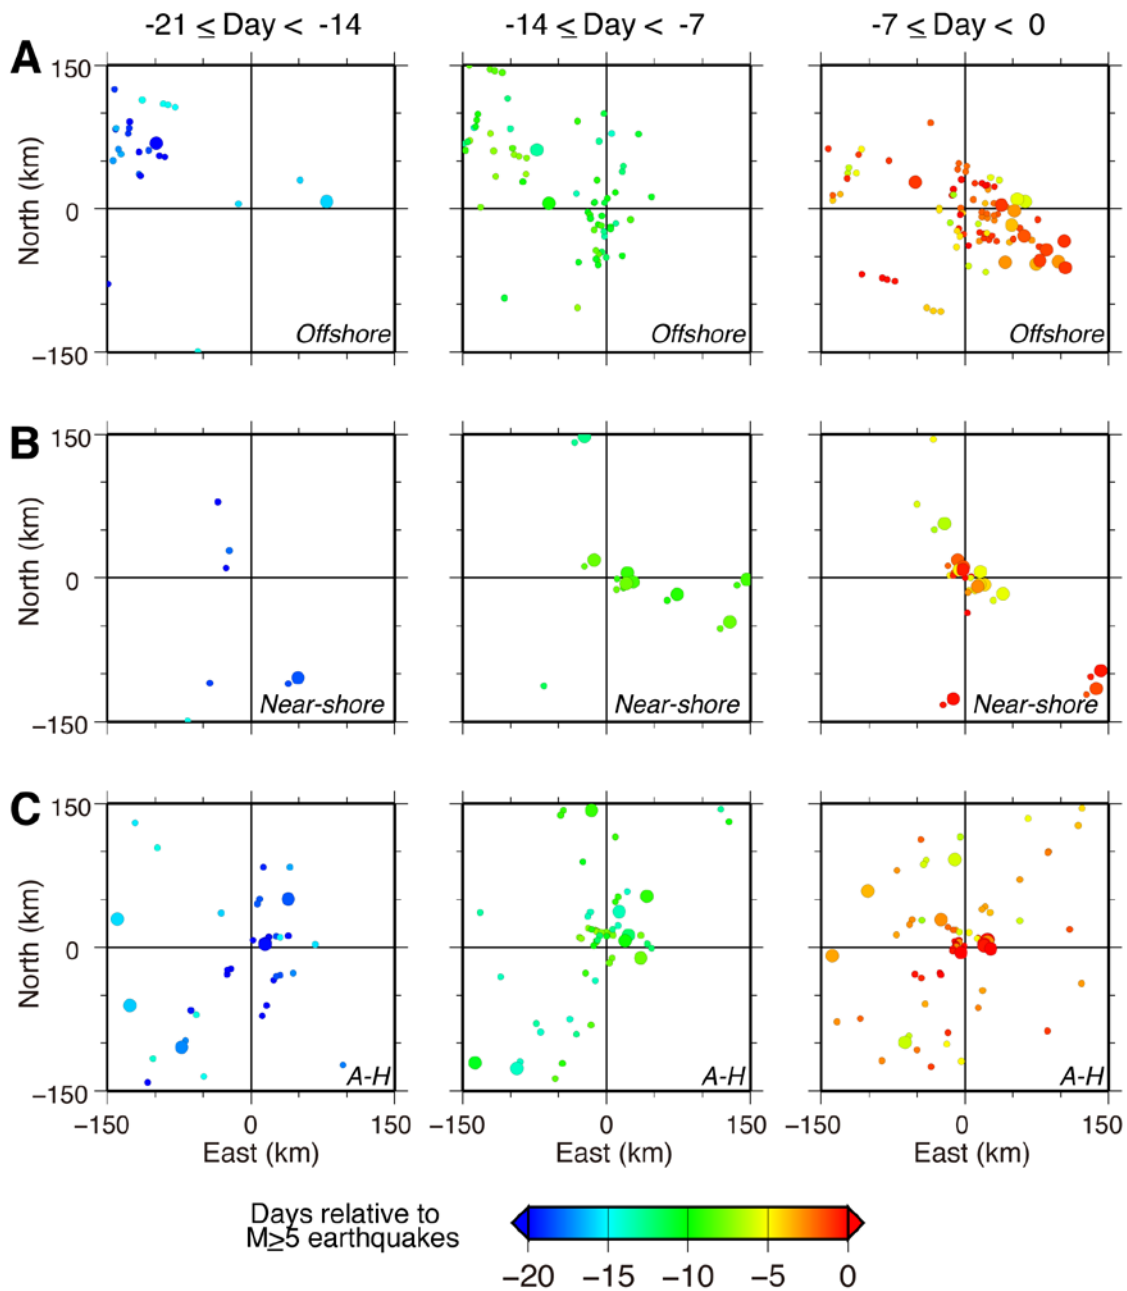 -21 ≤ Day < -14
-14 ≤ Day < -7
-7 ≤ Day < 0
A
150
North (km)
0
−150
Offshore
Offshore
Offshore
B
150
North (km)
0
−150
Near-shore
Near-shore
Near-shore
C
150
North (km)
0
−150
A-H
A-H
A-H
−150 0 150
−150 0 150
−150 0 150
East (km)
East (km)
East (km)
Days relative to
M≥5 earthquakes
−20 −15 −10 −5 0